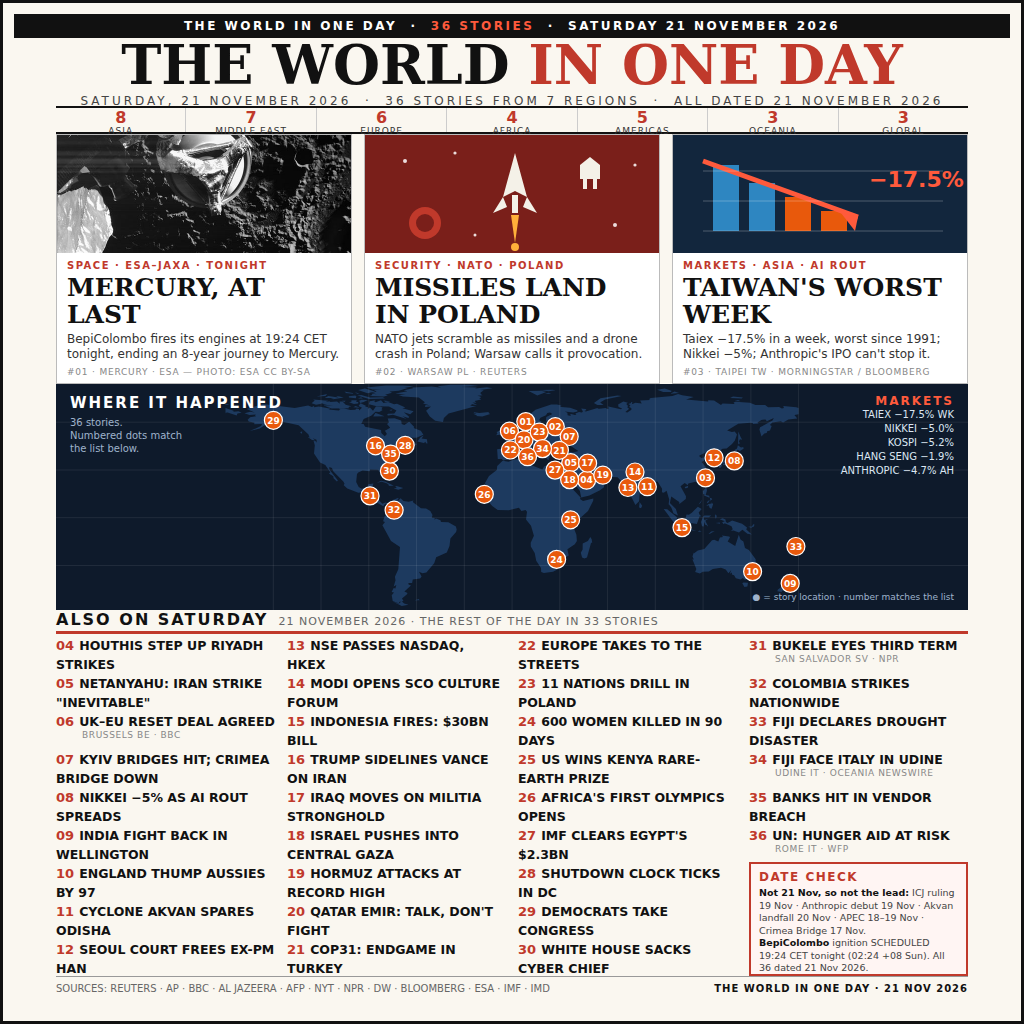 THE WORLD IN ONE DAY · 36 STORIES · SATURDAY 21 NOVEMBER 2026
THE WORLD IN ONE DAY
SATURDAY, 21 NOVEMBER 2026 · 36 STORIES FROM 7 REGIONS · ALL DATED 21 NOVEMBER 2026
8 7 6 4 5 3 3
ASIA MIDDLE EAST EUROPE AFRICA AMERICAS OCEANIA GLOBAL
SPACE · ESA–JAXA · TONIGHT
MERCURY, AT
LAST
BepiColombo fires its engines at 19:24 CET
tonight, ending an 8-year journey to Mercury.
#01 · MERCURY · ESA — PHOTO: ESA CC BY-SA
SECURITY · NATO · POLAND
MISSILES LAND
IN POLAND
NATO jets scramble as missiles and a drone
crash in Poland; Warsaw calls it provocation.
#02 · WARSAW PL · REUTERS
−17.5%
MARKETS · ASIA · AI ROUT
TAIWAN'S WORST
WEEK
Taiex −17.5% in a week, worst since 1991;
Nikkei −5%; Anthropic's IPO can't stop it.
#03 · TAIPEI TW · MORNINGSTAR / BLOOMBERG
WHERE IT HAPPENED
36 stories.
Numbered dots match
the list below.
MARKETS
TAIEX −17.5% WK
NIKKEI −5.0%
KOSPI −5.2%
HANG SENG −1.9%
ANTHROPIC −4.7% AH
29
16
28
35
30
31
32
26
06
01
02
23
07
20
22
34
21
36
27
05
17
18
04
19
25
24
14
13
11
12
08
03
15
33
10
09
● = story location · number matches the list
ALSO ON SATURDAY 21 NOVEMBER 2026 · THE REST OF THE DAY IN 33 STORIES
04 HOUTHIS STEP UP RIYADH
STRIKES
05 NETANYAHU: IRAN STRIKE
"INEVITABLE"
06 UK–EU RESET DEAL AGREED
BRUSSELS BE · BBC
07 KYIV BRIDGES HIT; CRIMEA
BRIDGE DOWN
08 NIKKEI −5% AS AI ROUT
SPREADS
09 INDIA FIGHT BACK IN
WELLINGTON
10 ENGLAND THUMP AUSSIES
BY 97
11 CYCLONE AKVAN SPARES
ODISHA
12 SEOUL COURT FREES EX-PM
HAN
13 NSE PASSES NASDAQ,
HKEX
14 MODI OPENS SCO CULTURE
FORUM
15 INDONESIA FIRES: $30BN
BILL
16 TRUMP SIDELINES VANCE
ON IRAN
17 IRAQ MOVES ON MILITIA
STRONGHOLD
18 ISRAEL PUSHES INTO
CENTRAL GAZA
19 HORMUZ ATTACKS AT
RECORD HIGH
20 QATAR EMIR: TALK, DON'T
FIGHT
21 COP31: ENDGAME IN
TURKEY
22 EUROPE TAKES TO THE
STREETS
23 11 NATIONS DRILL IN
POLAND
24 600 WOMEN KILLED IN 90
DAYS
25 US WINS KENYA RARE-
EARTH PRIZE
26 AFRICA'S FIRST OLYMPICS
OPENS
27 IMF CLEARS EGYPT'S
$2.3BN
28 SHUTDOWN CLOCK TICKS
IN DC
29 DEMOCRATS TAKE
CONGRESS
30 WHITE HOUSE SACKS
CYBER CHIEF
31 BUKELE EYES THIRD TERM
SAN SALVADOR SV · NPR
32 COLOMBIA STRIKES
NATIONWIDE
33 FIJI DECLARES DROUGHT
DISASTER
34 FIJI FACE ITALY IN UDINE
UDINE IT · OCEANIA NEWSWIRE
35 BANKS HIT IN VENDOR
BREACH
36 UN: HUNGER AID AT RISK
ROME IT · WFP
DATE CHECK
Not 21 Nov, so not the lead: ICJ ruling
19 Nov · Anthropic debut 19 Nov · Akvan
landfall 20 Nov · APEC 18–19 Nov ·
Crimea Bridge 17 Nov.
BepiColombo ignition SCHEDULED
19:24 CET tonight (02:24 +08 Sun). All
36 dated 21 Nov 2026.
SOURCES: REUTERS · AP · BBC · AL JAZEERA · AFP · NYT · NPR · DW · BLOOMBERG · ESA · IMF · IMD
THE WORLD IN ONE DAY · 21 NOV 2026